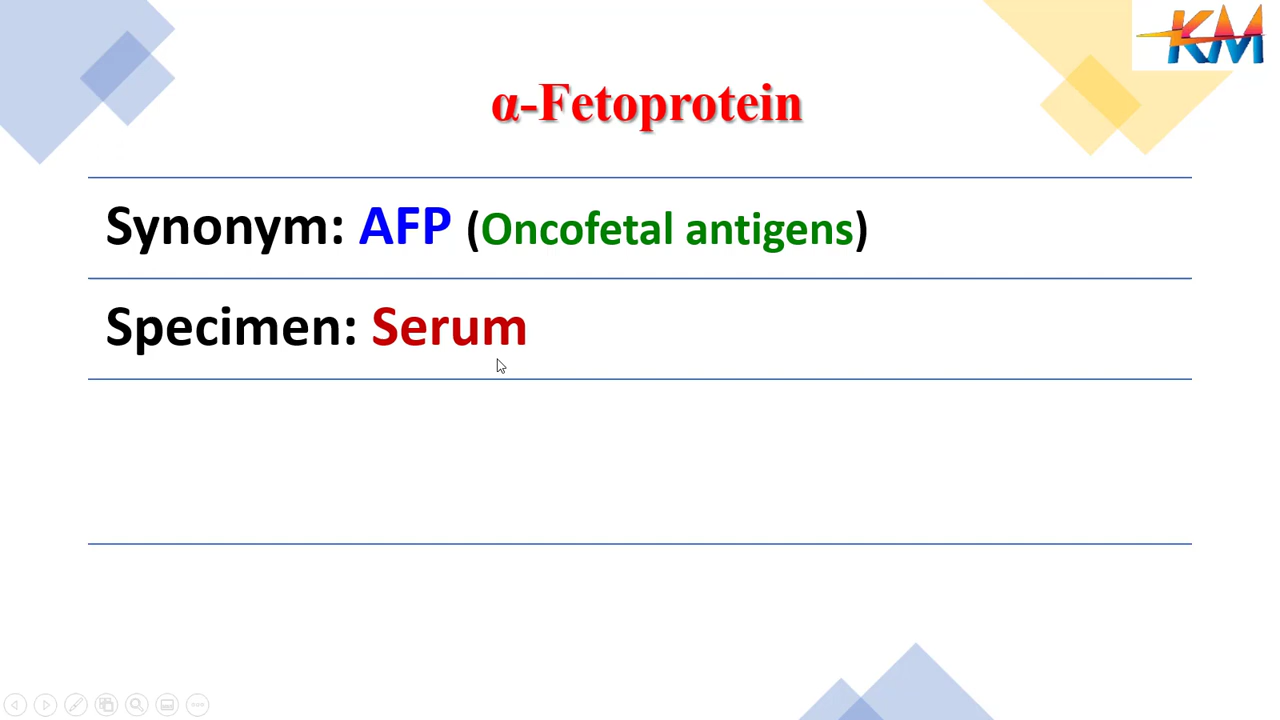 KM
α-Fetoprotein
Synonym: AFP (Oncofetal antigens)
Specimen: Serum